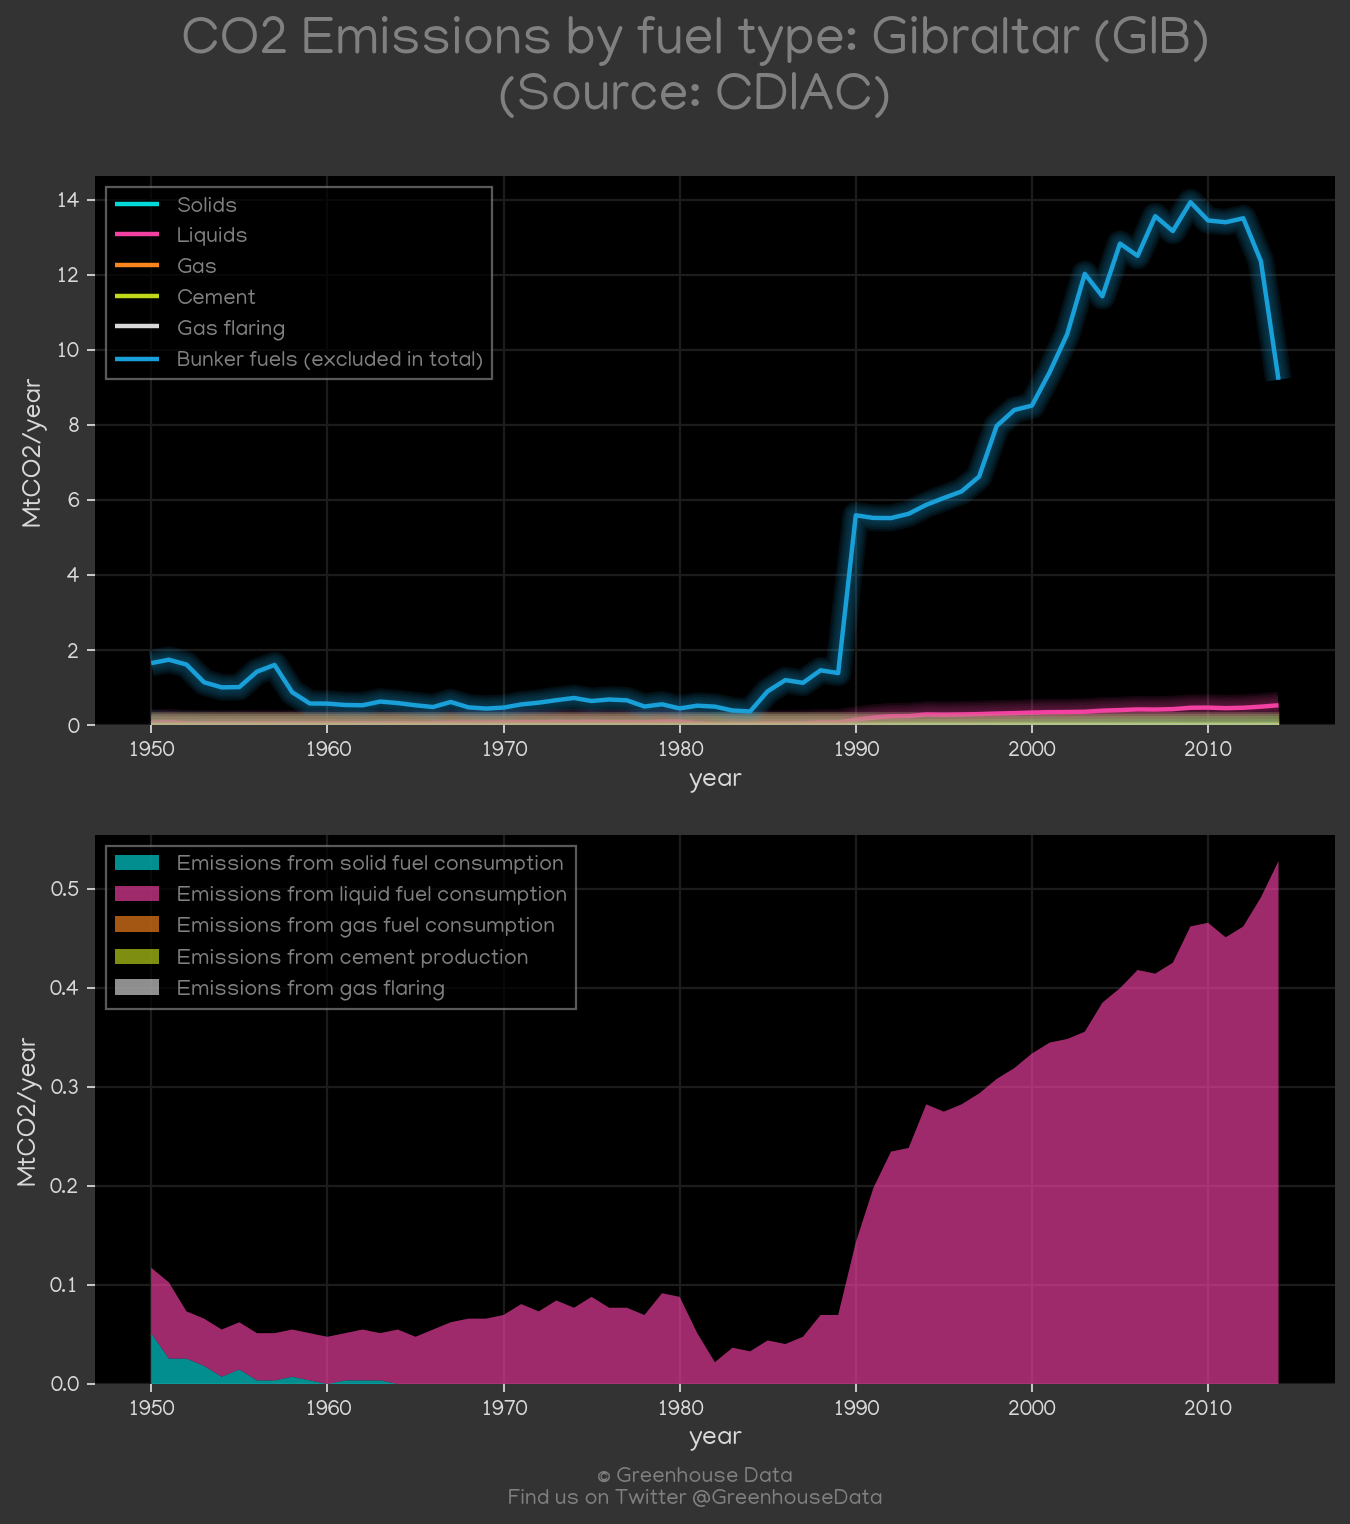 CO2 Emissions by fuel type: Gibraltar (GIB)
(Source: CDIAC)
14
12
10
8
6
4
2
0
MtCO2/year
Solids
Liquids
Gas
Cement
Gas flaring
Bunker fuels (excluded in total)
1950 1960 1970 1980 1990 2000 2010
year
0.5
0.4
0.3
0.2
0.1
0.0
MtCO2/year
Emissions from solid fuel consumption
Emissions from liquid fuel consumption
Emissions from gas fuel consumption
Emissions from cement production
Emissions from gas flaring
1950 1960 1970 1980 1990 2000 2010
year
© Greenhouse Data
Find us on Twitter @GreenhouseData